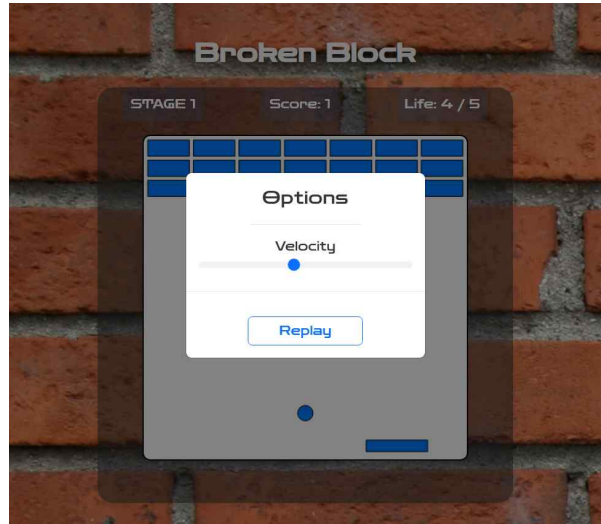 Broken Block
STAGE 1 Score: 1 Life: 4 / 5
Options
Velocity
Replay